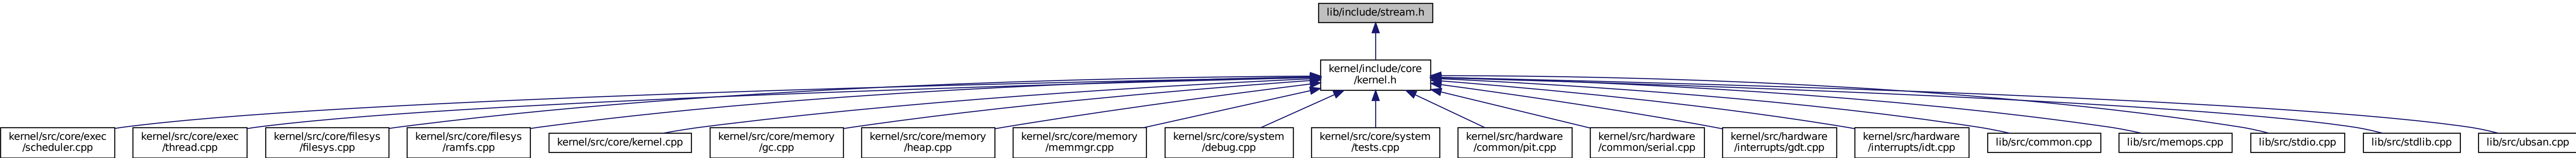 lib/include/stream.h
kernel/include/core
/kernel.h
kernel/src/core/exec
/scheduler.cpp
kernel/src/core/exec
/thread.cpp
kernel/src/core/filesys
/filesys.cpp
kernel/src/core/filesys
/ramfs.cpp
kernel/src/core/kernel.cpp
kernel/src/core/memory
/gc.cpp
kernel/src/core/memory
/heap.cpp
kernel/src/core/memory
/memmgr.cpp
kernel/src/core/system
/debug.cpp
kernel/src/core/system
/tests.cpp
kernel/src/hardware
/common/pit.cpp
kernel/src/hardware
/common/serial.cpp
kernel/src/hardware
/interrupts/gdt.cpp
kernel/src/hardware
/interrupts/idt.cpp
lib/src/common.cpp
lib/src/memops.cpp
lib/src/stdio.cpp
lib/src/stdlib.cpp
lib/src/ubsan.cpp